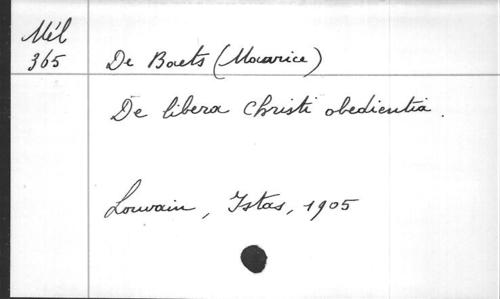 Mél
365
De Baets (Maurice)
De libera Christi obedientia.
Louvain, Istas, 1905